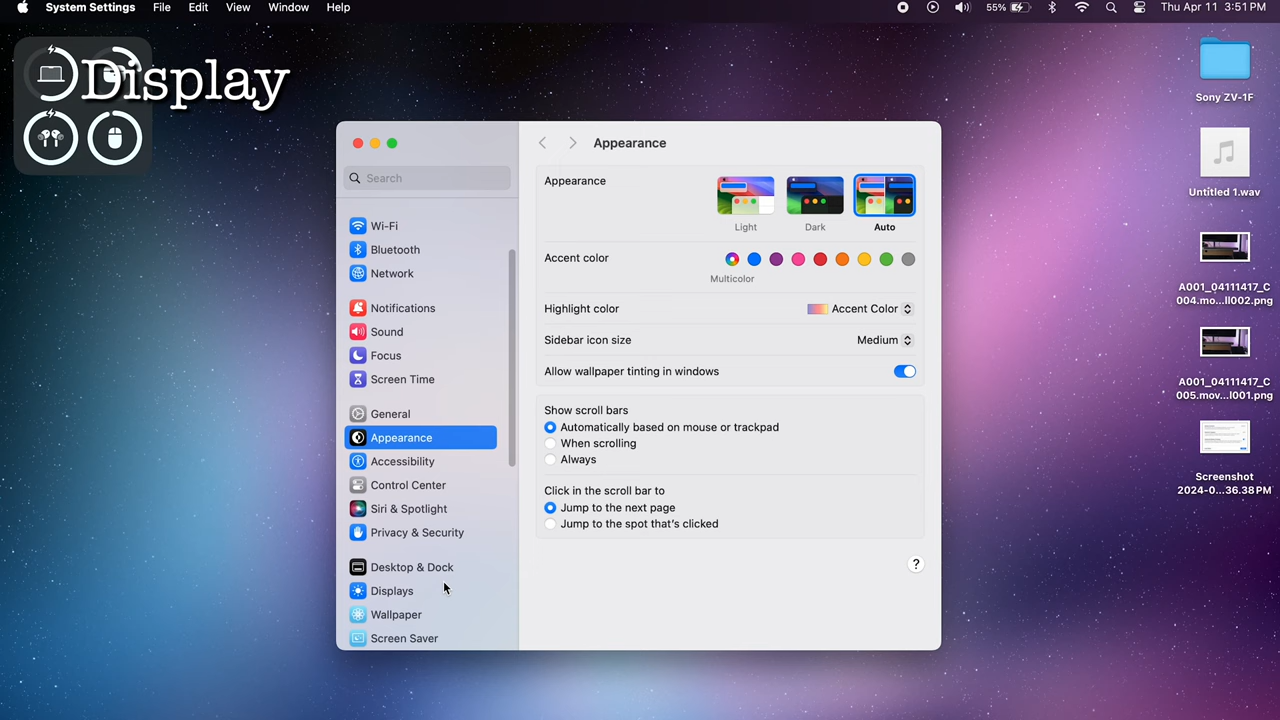 System Settings File Edit View Window Help 55% Thu Apr 11 3:51 PM
Display
Sony ZV-1F
Untitled 1.wav
A001_04111417_C
004.mo...ll002.png
A001_04111417_C
005.mov...l001.png
Screenshot
2024-0...36.38 PM
Search
Wi-Fi
Bluetooth
Network
Notifications
Sound
Focus
Screen Time
General
Appearance
Accessibility
Control Center
Siri & Spotlight
Privacy & Security
Desktop & Dock
Displays
Wallpaper
Screen Saver
Appearance
Appearance
Light Dark Auto
Accent color
Multicolor
Highlight color Accent Color
Sidebar icon size Medium
Allow wallpaper tinting in windows
Show scroll bars
Automatically based on mouse or trackpad
When scrolling
Always
Click in the scroll bar to
Jump to the next page
Jump to the spot that's clicked
?